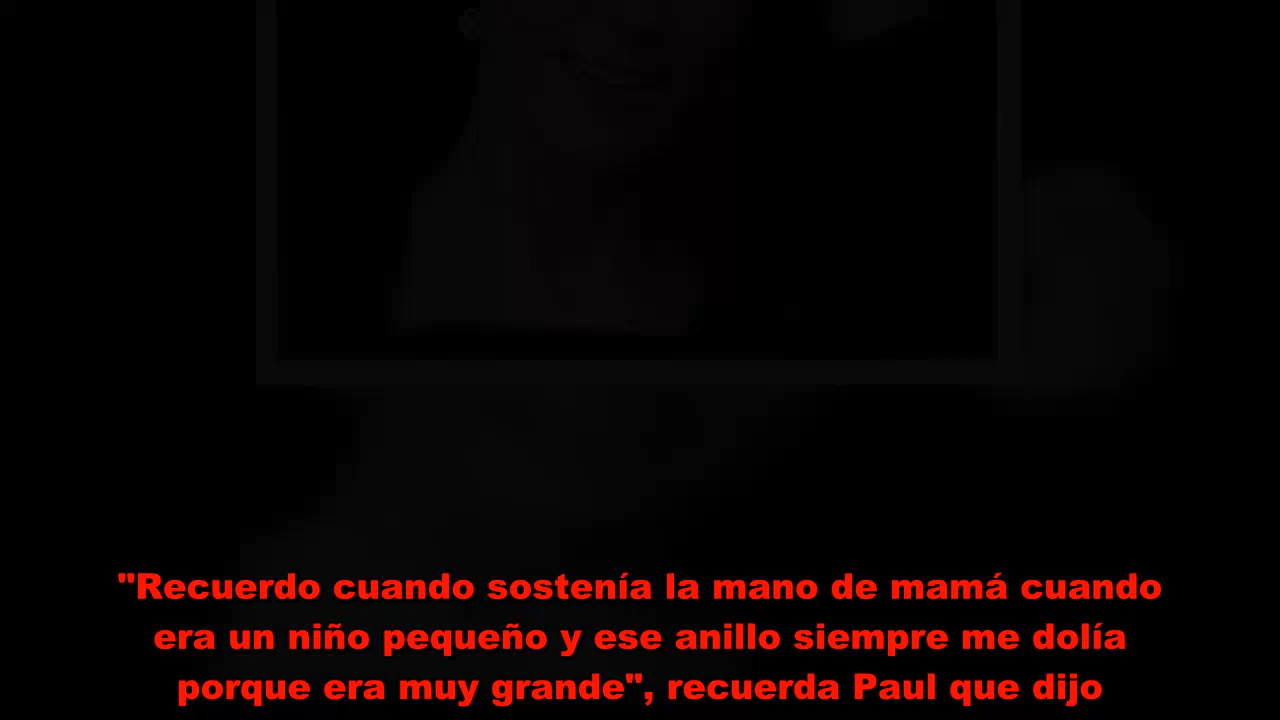 "Recuerdo cuando sostenía la mano de mamá cuando
era un niño pequeño y ese anillo siempre me dolía
porque era muy grande", recuerda Paul que dijo